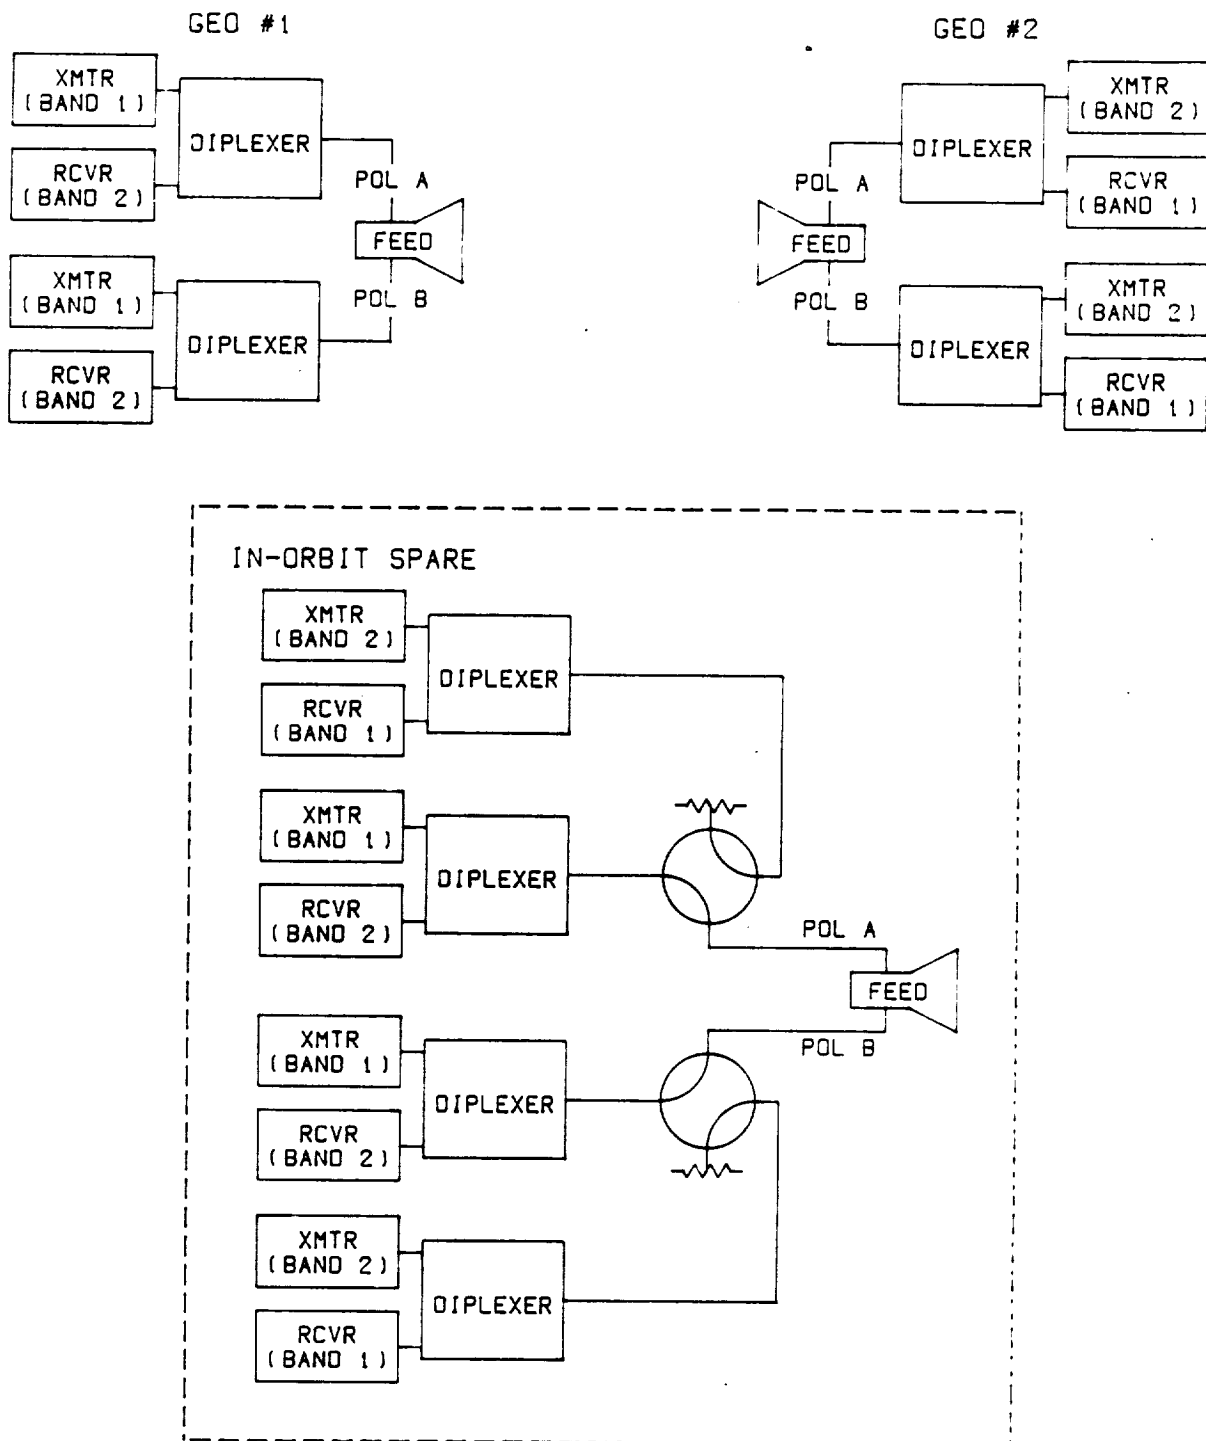 GEO #1
XMTR
(BAND 1)
RCVR
(BAND 2)
DIPLEXER
POL A
FEED
POL B
XMTR
(BAND 1)
RCVR
(BAND 2)
DIPLEXER
GEO #2
XMTR
(BAND 2)
RCVR
(BAND 1)
DIPLEXER
POL A
FEED
POL B
XMTR
(BAND 2)
RCVR
(BAND 1)
DIPLEXER
IN-ORBIT SPARE
XMTR
(BAND 2)
DIPLEXER
RCVR
(BAND 1)
XMTR
(BAND 1)
DIPLEXER
RCVR
(BAND 2)
POL A
FEED
POL B
XMTR
(BAND 1)
DIPLEXER
RCVR
(BAND 2)
XMTR
(BAND 2)
DIPLEXER
RCVR
(BAND 1)